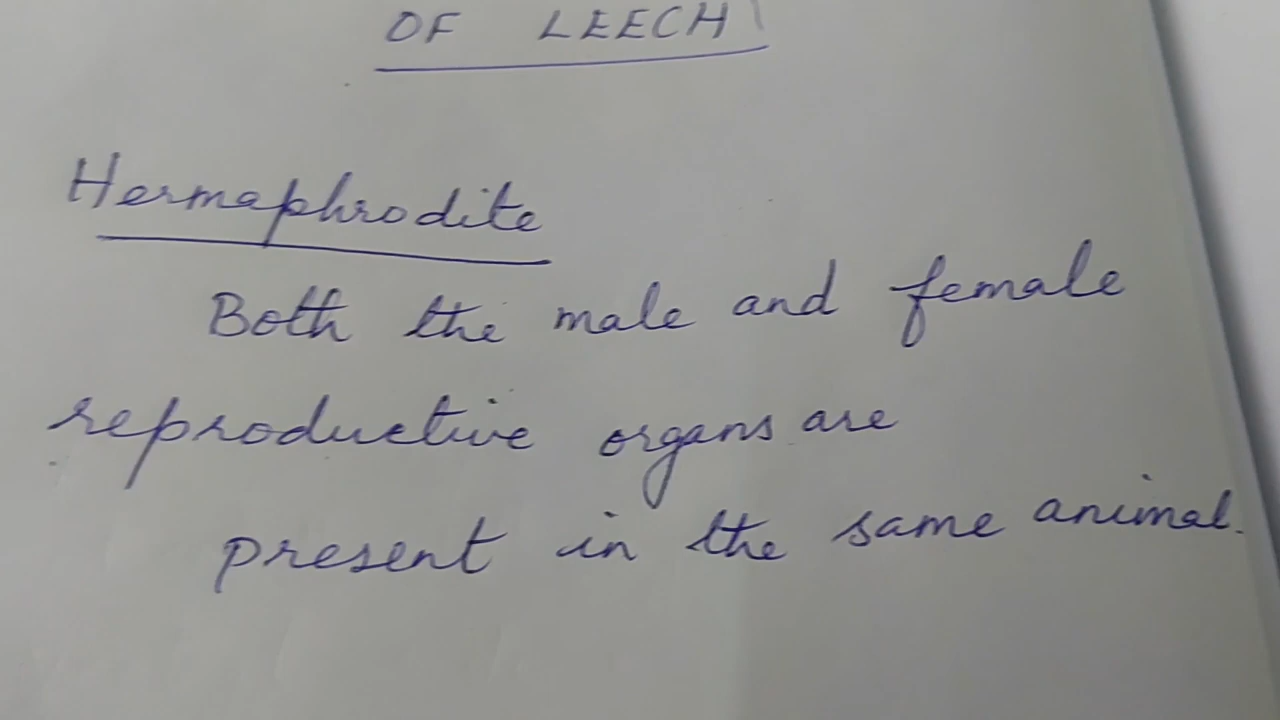 OF LEECH
Hermaphrodite
Both the male and female
reproductive organs are
present in the same animal.